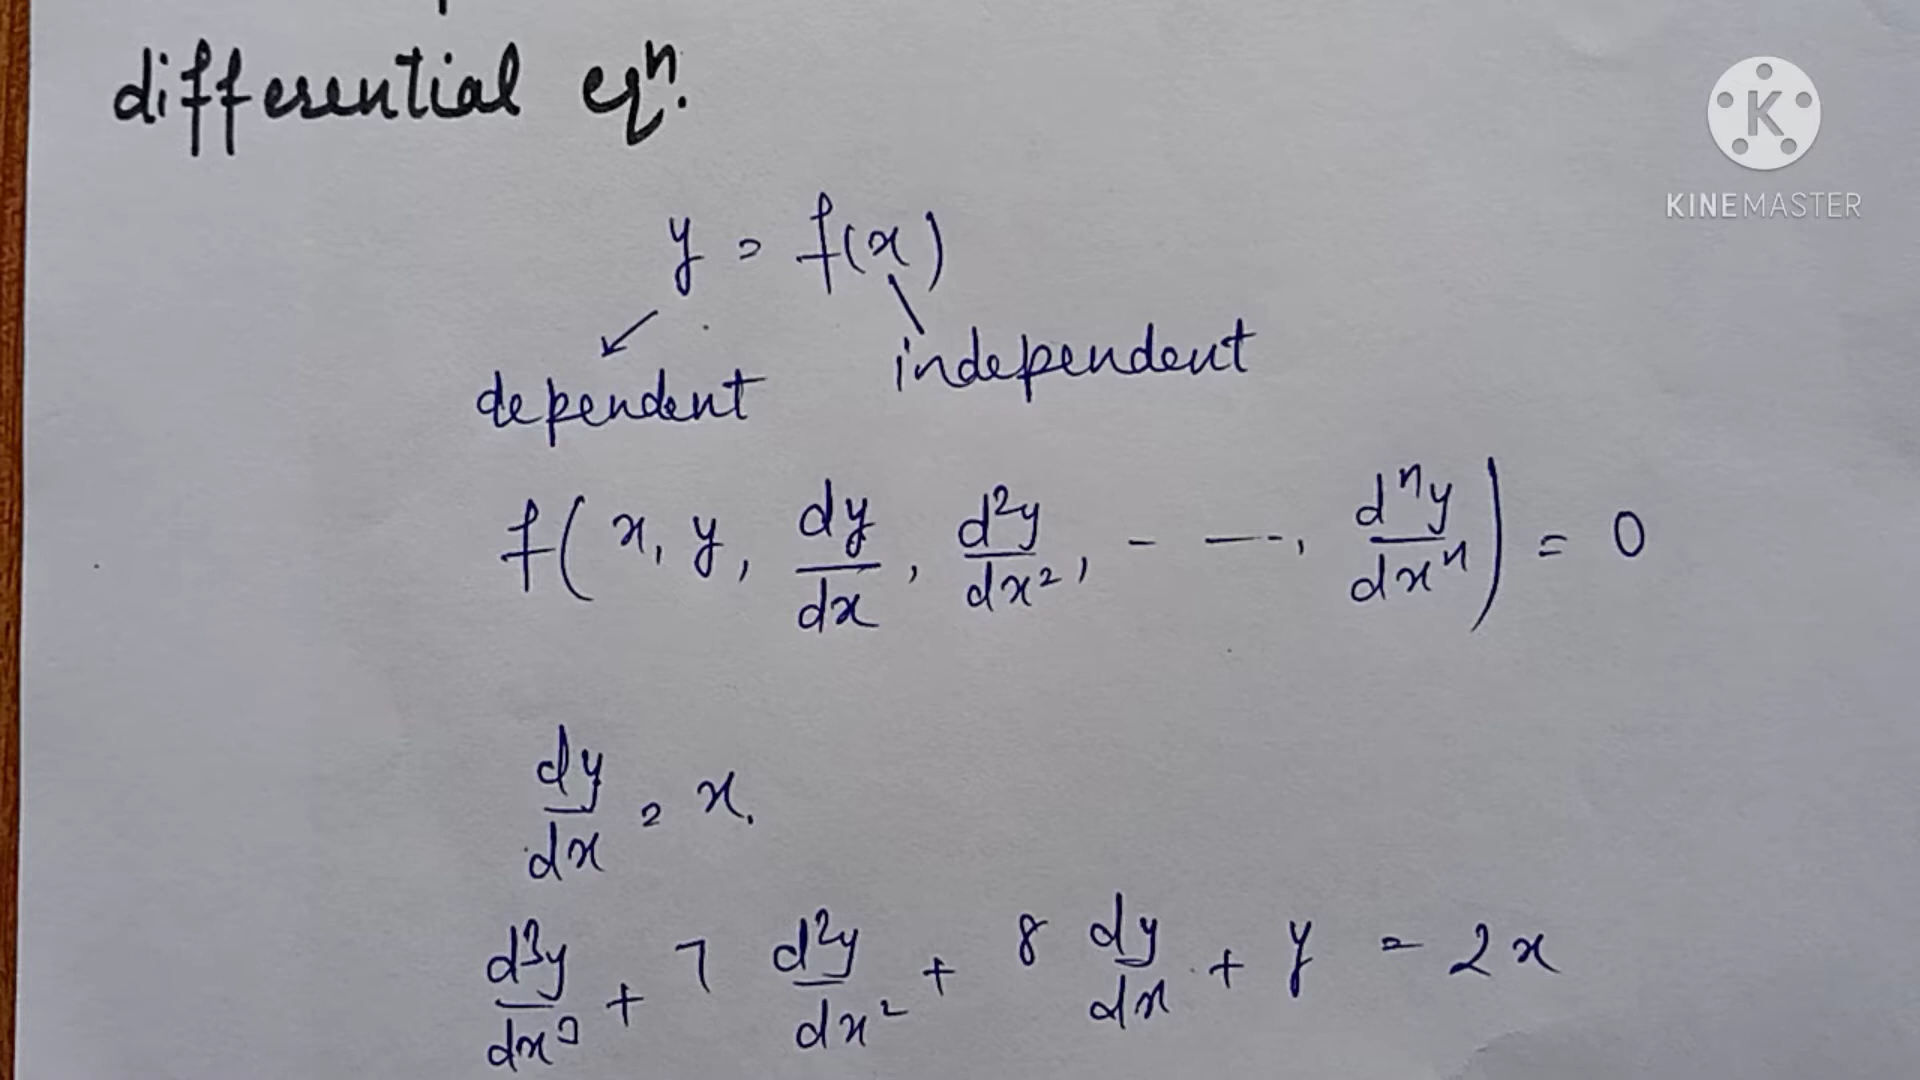 differential eqⁿ.
K
KINEMASTER
y = f(x)
dependent
independent
f(x, y, dy/dx, d²y/dx², - --·, dⁿy/dxⁿ) = 0
dy/dx = x.
d³y/dx³ + 7 d²y/dx² + 8 dy/dx + y = 2x